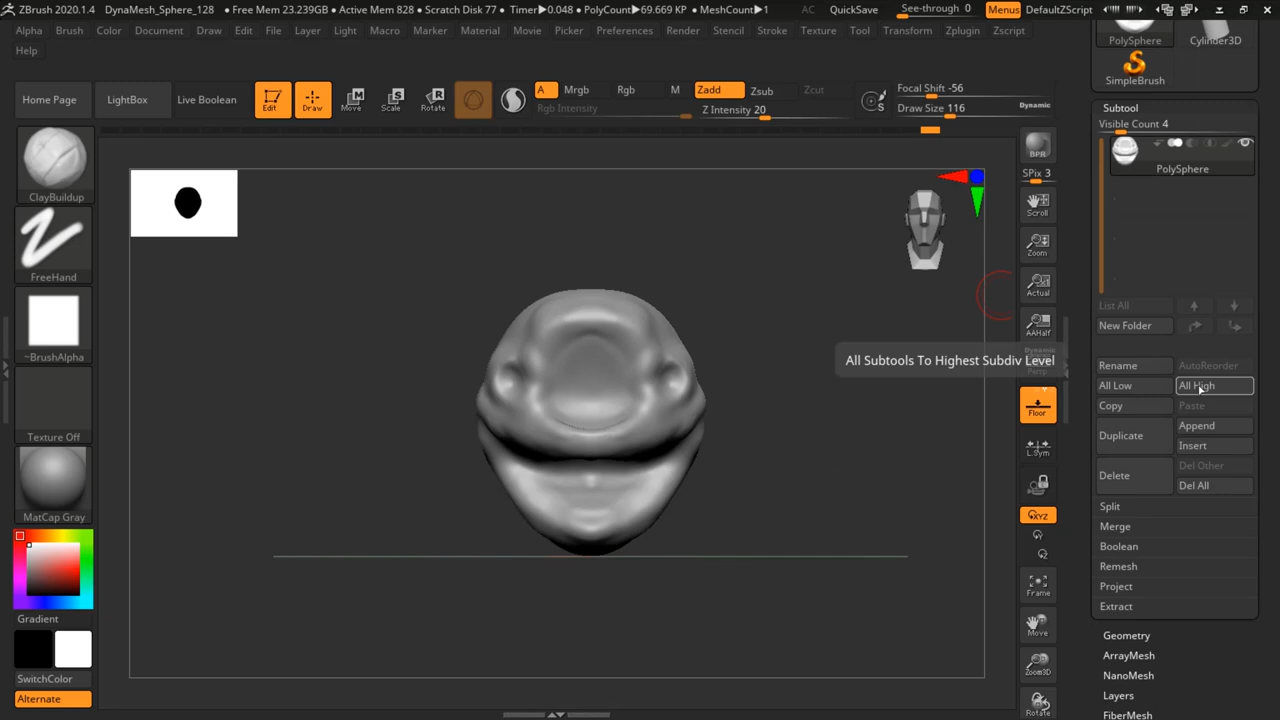 ZBrush 2020.1.4 DynaMesh_Sphere_128 • Free Mem 23.239GB • Active Mem 828 • Scratch Disk 77 • Timer▶0.048 • PolyCount▶69.669 KP • MeshCount▶1 AC QuickSave See-through 0 Menus DefaultZScript
Alpha Brush Color Document Draw Edit File Layer Light Macro Marker Material Movie Picker Preferences Render Stencil Stroke Texture Tool Transform Zplugin Zscript
Help
Home Page LightBox Live Boolean Edit Draw Move Scale Rotate
A Mrgb Rgb M Zadd Zsub Zcut
Rgb Intensity Z Intensity 20
Focal Shift -56
Draw Size 116 Dynamic
ClayBuildup
FreeHand
~BrushAlpha
Texture Off
MatCap Gray
Gradient
SwitchColor
Alternate
BPR
SPix 3
Scroll
Zoom
Actual
AAHalf
Dynamic
Persp
Floor
L.Sym
XYZ
Y
Z
Frame
Move
Zoom3D
Rotate
All Subtools To Highest Subdiv Level
PolySphere Cylinder3D
SimpleBrush
Subtool
Visible Count 4
PolySphere
List All
New Folder
Rename AutoReorder
All Low All High
Copy Paste
Duplicate Append
Insert
Delete Del Other
Del All
Split
Merge
Boolean
Remesh
Project
Extract
Geometry
ArrayMesh
NanoMesh
Layers
FiberMesh